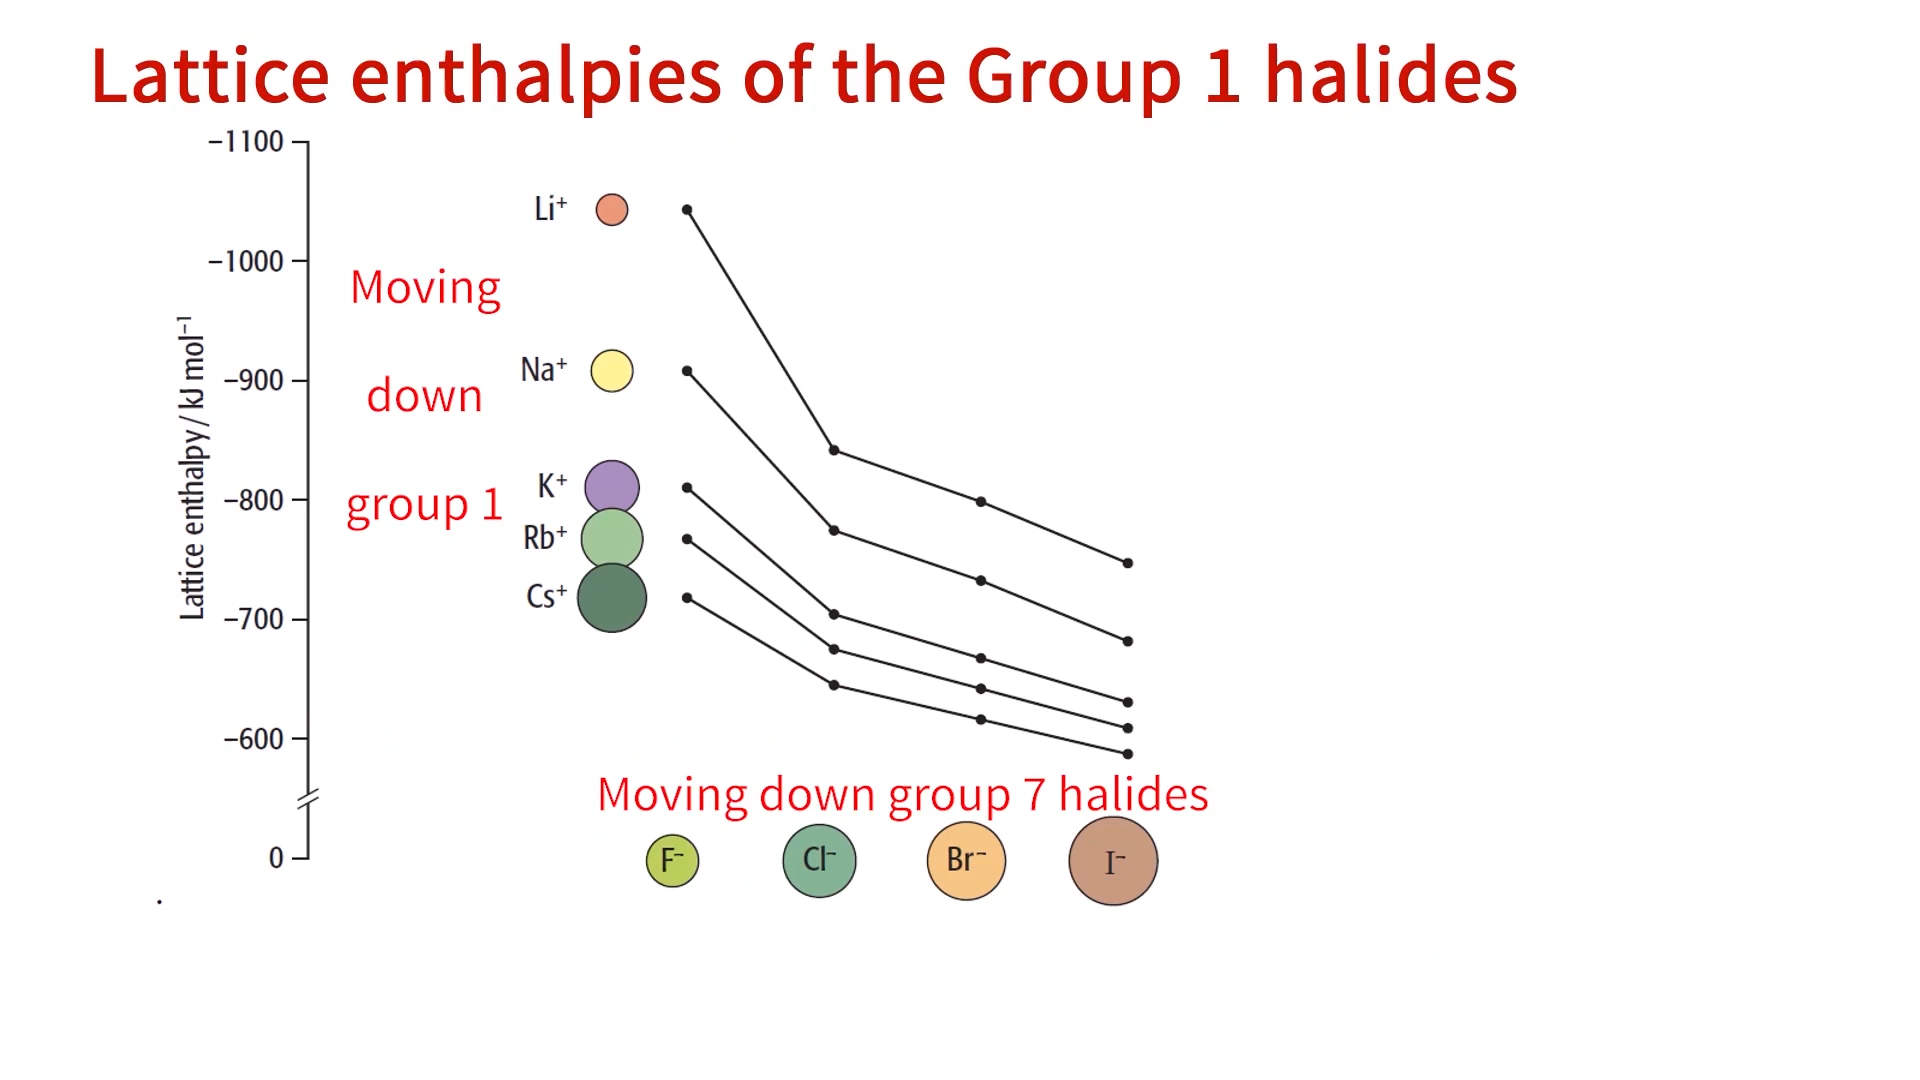 Lattice enthalpies of the Group 1 halides
–1100
–1000
–900
–800
–700
–600
0
Lattice enthalpy / kJ mol⁻¹
Moving
down
group 1
Li⁺
Na⁺
K⁺
Rb⁺
Cs⁺
Moving down group 7 halides
F⁻ Cl⁻ Br⁻ I⁻
.